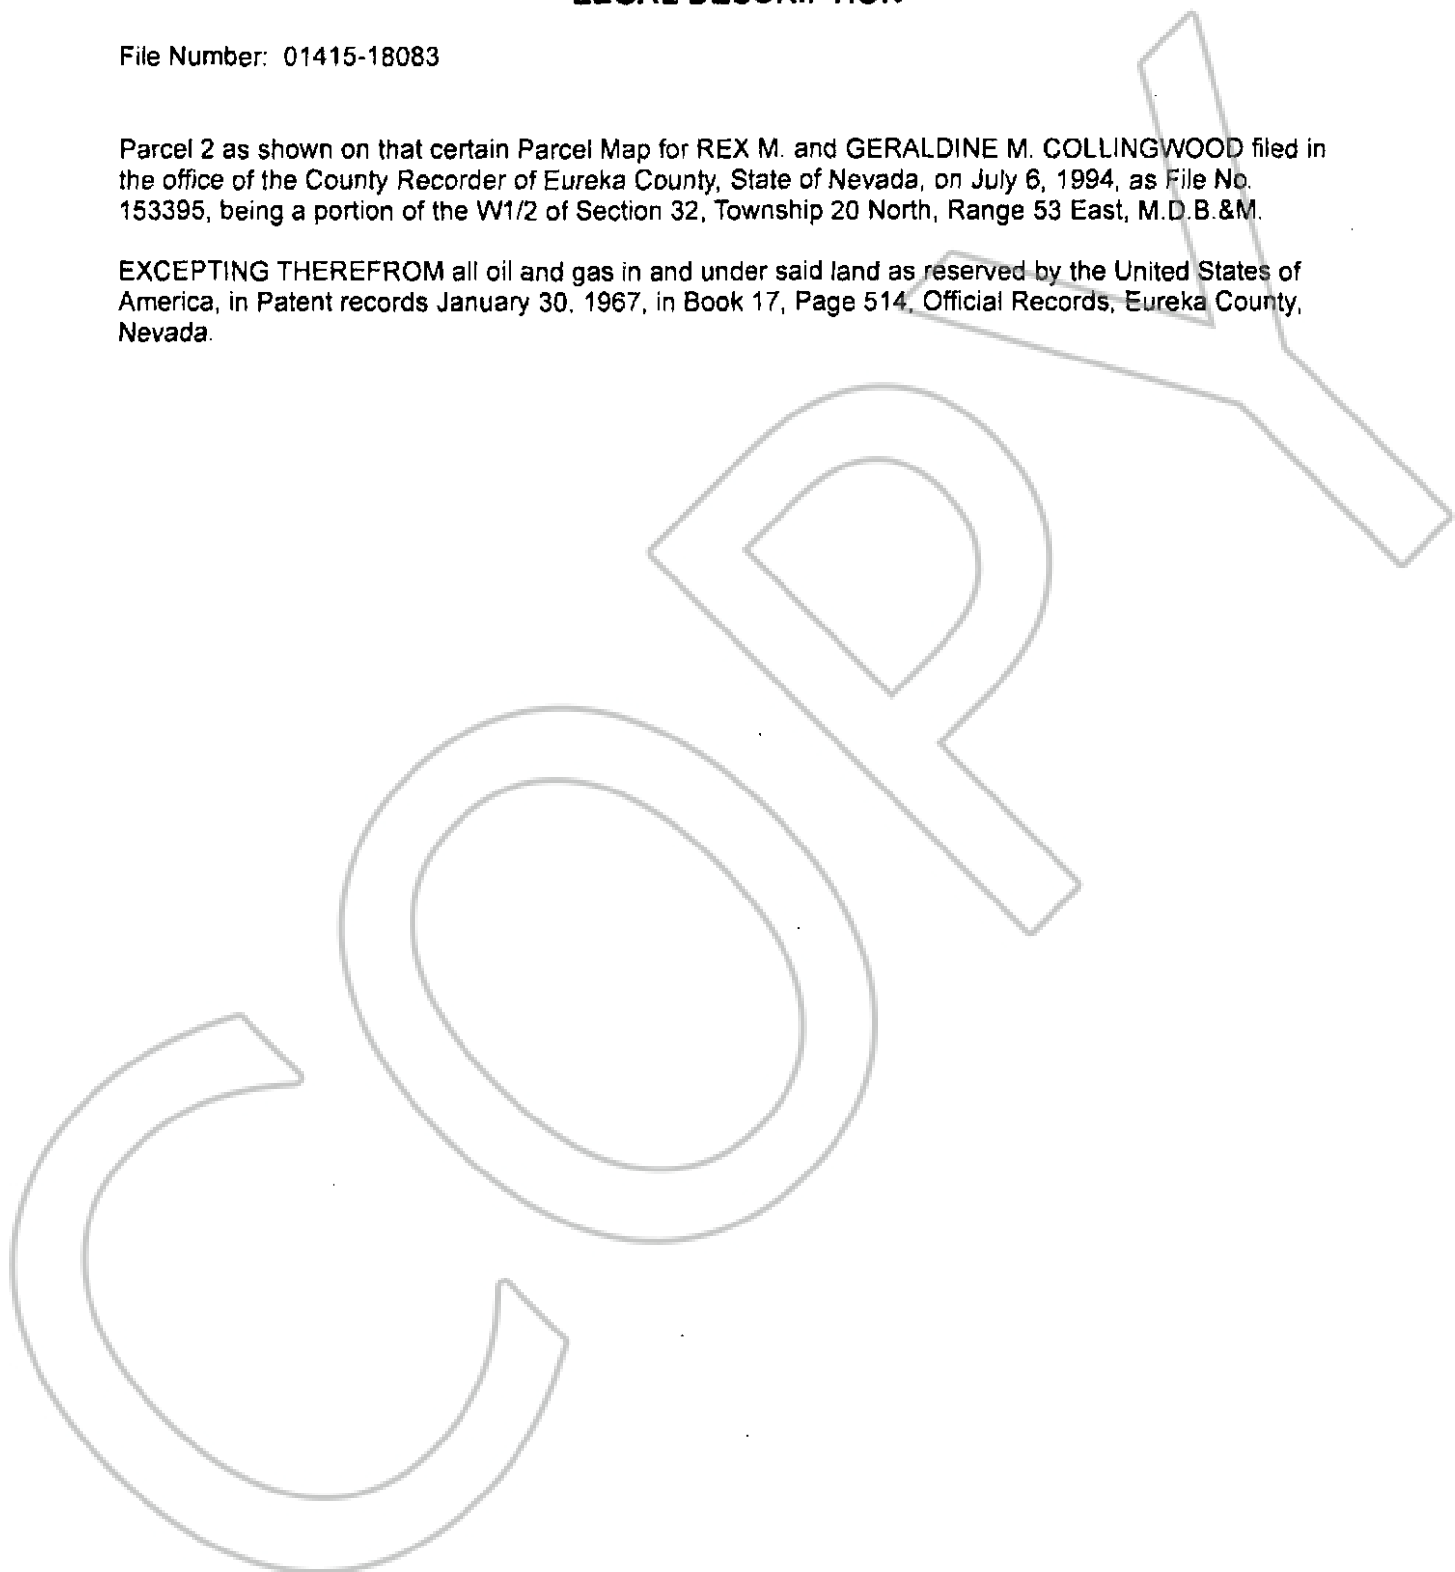 LEGAL DESCRIPTION
File Number: 01415-18083
Parcel 2 as shown on that certain Parcel Map for REX M. and GERALDINE M. COLLINGWOOD filed in
the office of the County Recorder of Eureka County, State of Nevada, on July 6, 1994, as File No.
153395, being a portion of the W1/2 of Section 32, Township 20 North, Range 53 East, M.D.B.&M.
EXCEPTING THEREFROM all oil and gas in and under said land as reserved by the United States of
America, in Patent records January 30, 1967, in Book 17, Page 514, Official Records, Eureka County,
Nevada.
COPY